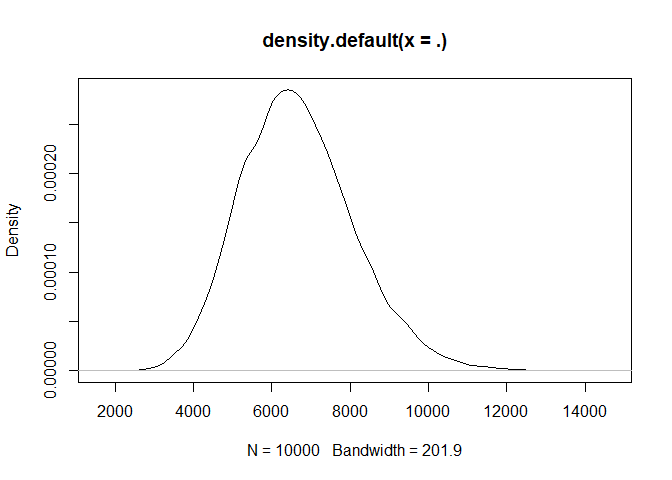 density.default(x = .)
Density
0.00020
0.00010
0.00000
2000 4000 6000 8000 10000 12000 14000
N = 10000 Bandwidth = 201.9